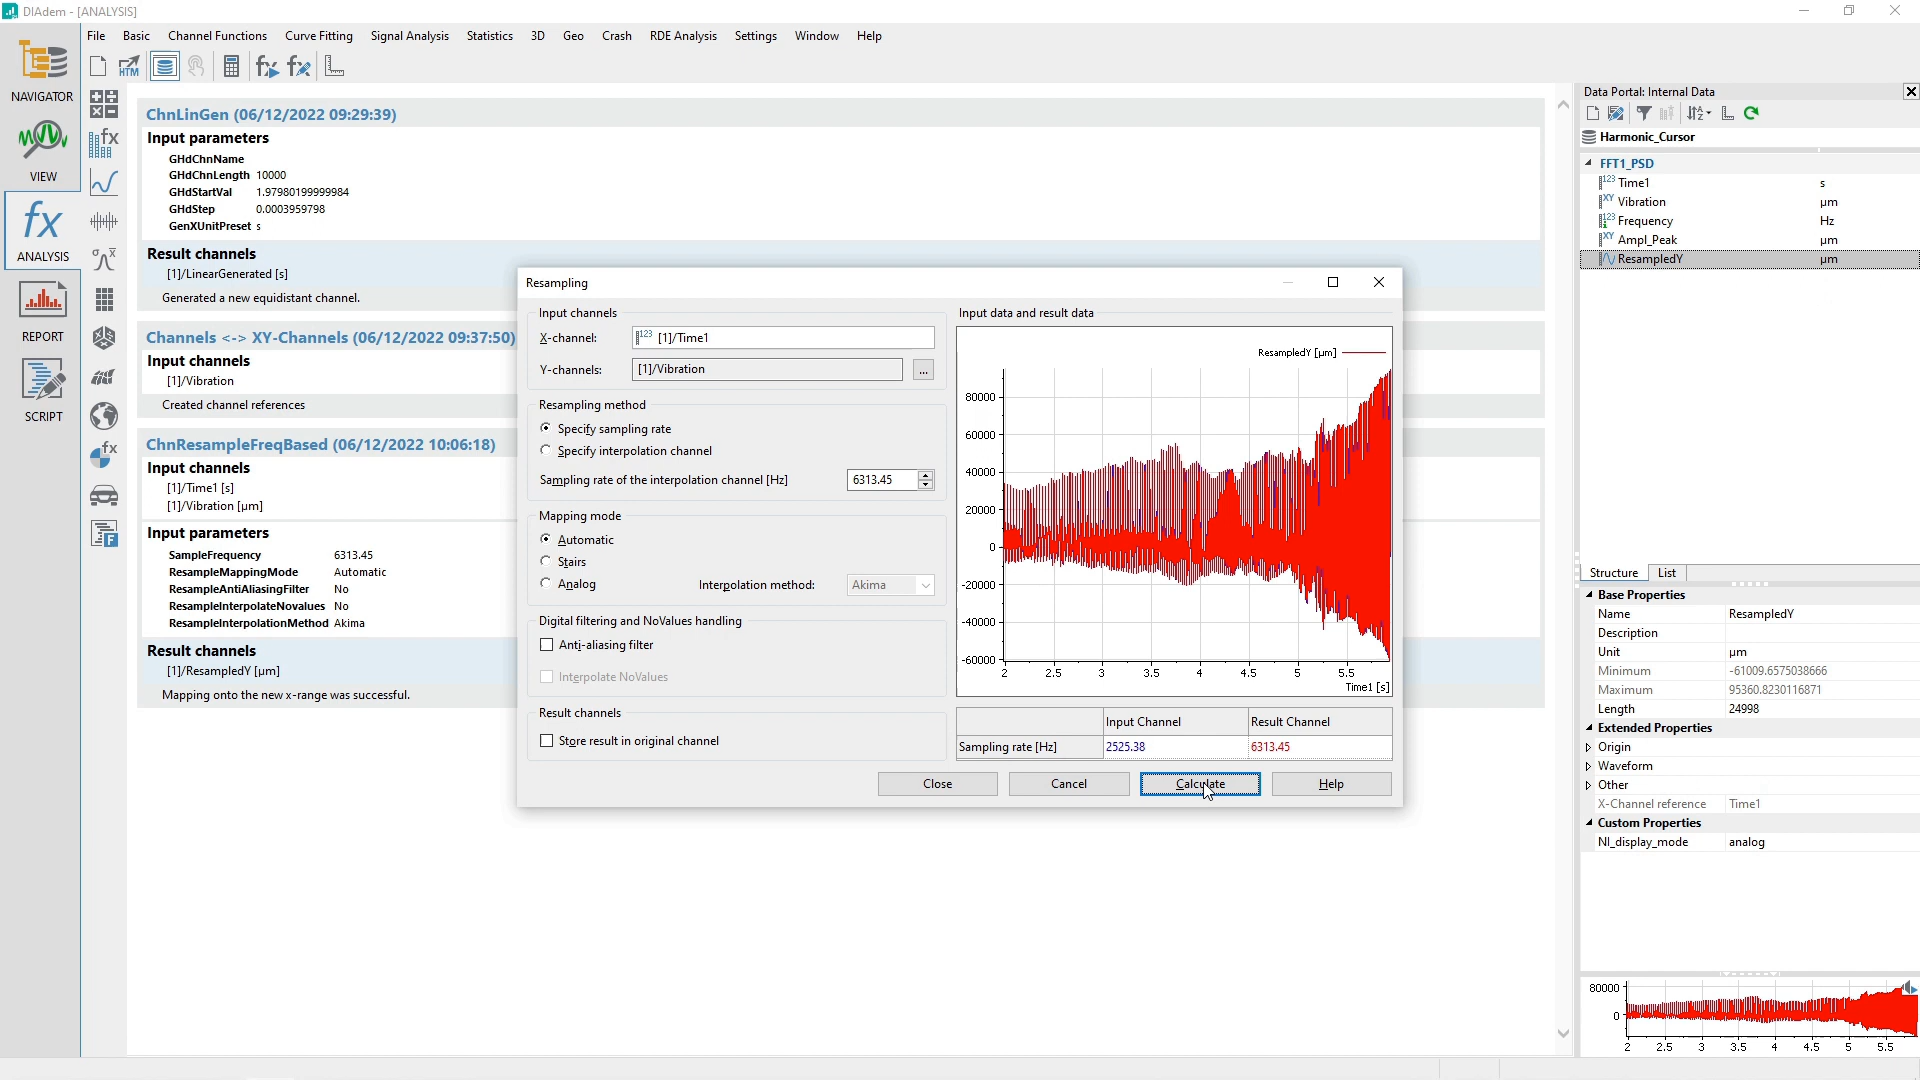 DIAdem - [ANALYSIS]
File Basic Channel Functions Curve Fitting Signal Analysis Statistics 3D Geo Crash RDE Analysis Settings Window Help
NAVIGATOR
VIEW
ANALYSIS
REPORT
SCRIPT
ChnLinGen (06/12/2022 09:29:39)
Input parameters
GHdChnName
GHdChnLength 10000
GHdStartVal 1.97980199999984
GHdStep 0.0003959798
GenXUnitPreset s
Result channels
[1]/LinearGenerated [s]
Generated a new equidistant channel.
Channels <-> XY-Channels (06/12/2022 09:37:50)
Input channels
[1]/Vibration
Created channel references
ChnResampleFreqBased (06/12/2022 10:06:18)
Input channels
[1]/Time1 [s]
[1]/Vibration [µm]
Input parameters
SampleFrequency 6313.45
ResampleMappingMode Automatic
ResampleAntiAliasingFilter No
ResampleInterpolateNovalues No
ResampleInterpolationMethod Akima
Result channels
[1]/ResampledY [µm]
Mapping onto the new x-range was successful.
Resampling
Input channels
X-channel: [1]/Time1
Y-channels: [1]/Vibration ...
Resampling method
Specify sampling rate
Specify interpolation channel
Sampling rate of the interpolation channel [Hz] 6313.45
Mapping mode
Automatic
Stairs
Analog Interpolation method: Akima
Digital filtering and NoValues handling
Anti-aliasing filter
Interpolate NoValues
Result channels
Store result in original channel
Input data and result data
ResampledY [µm]
80000
60000
40000
20000
0
-20000
-40000
-60000
2 2.5 3 3.5 4 4.5 5 5.5
Time1 [s]
Input Channel Result Channel
Sampling rate [Hz] 2525.38 6313.45
Close Cancel Calculate Help
Data Portal: Internal Data
Harmonic_Cursor
FFT1_PSD
Time1 s
Vibration µm
Frequency Hz
Ampl_Peak µm
ResampledY µm
Structure List
Base Properties
Name ResampledY
Description
Unit µm
Minimum -61009.6575038666
Maximum 95360.8230116871
Length 24998
Extended Properties
Origin
Waveform
Other
X-Channel reference Time1
Custom Properties
NI_display_mode analog
80000
0
2 2.5 3 3.5 4 4.5 5 5.5